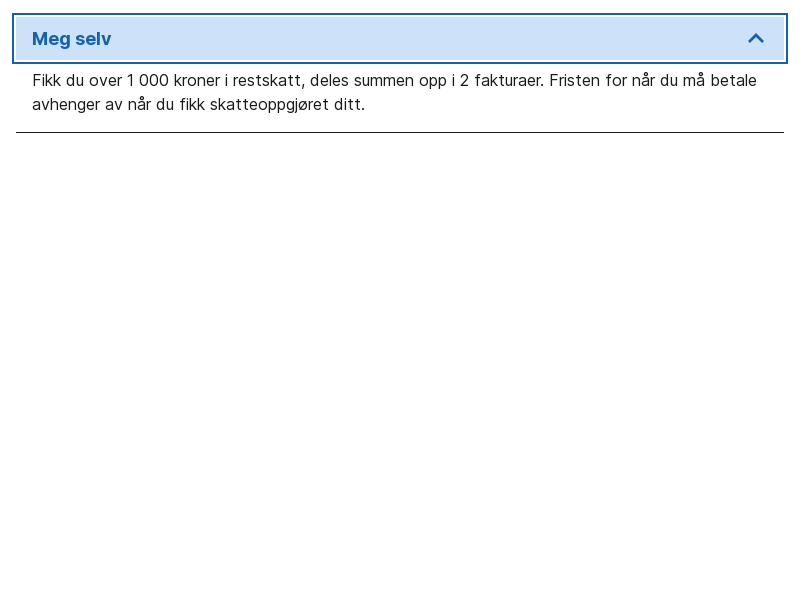 Meg selv
Fikk du over 1 000 kroner i restskatt, deles summen opp i 2 fakturaer. Fristen for når du må betale
avhenger av når du fikk skatteoppgjøret ditt.